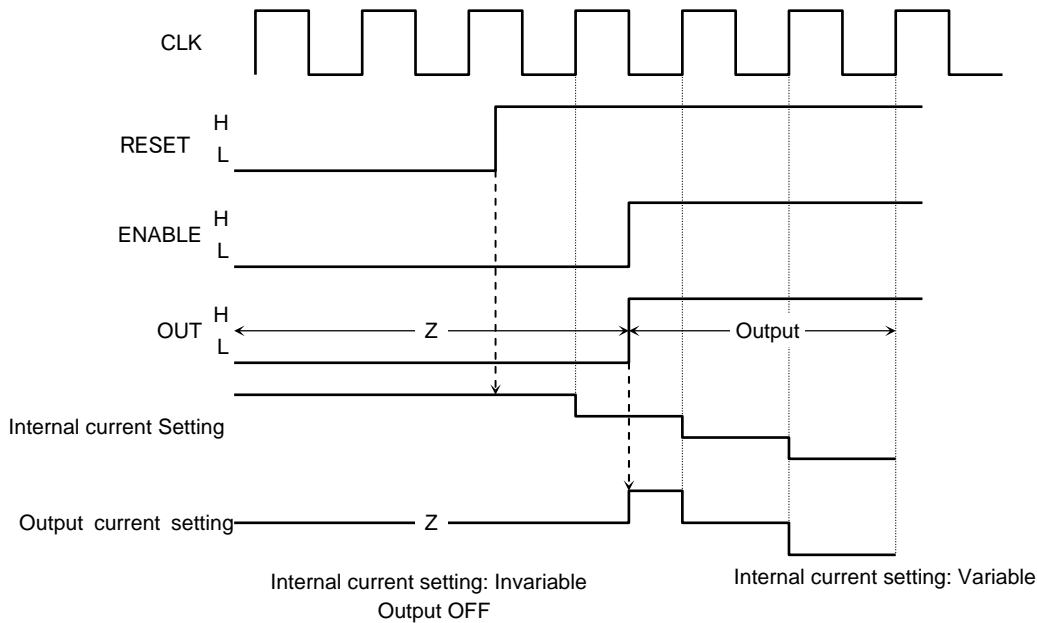 CLK
H
RESET
L
H
ENABLE
L
H
OUT
Z
Output
L
Internal current Setting
Output current setting
Z
Internal current setting: Invariable
Output OFF
Internal current setting: Variable